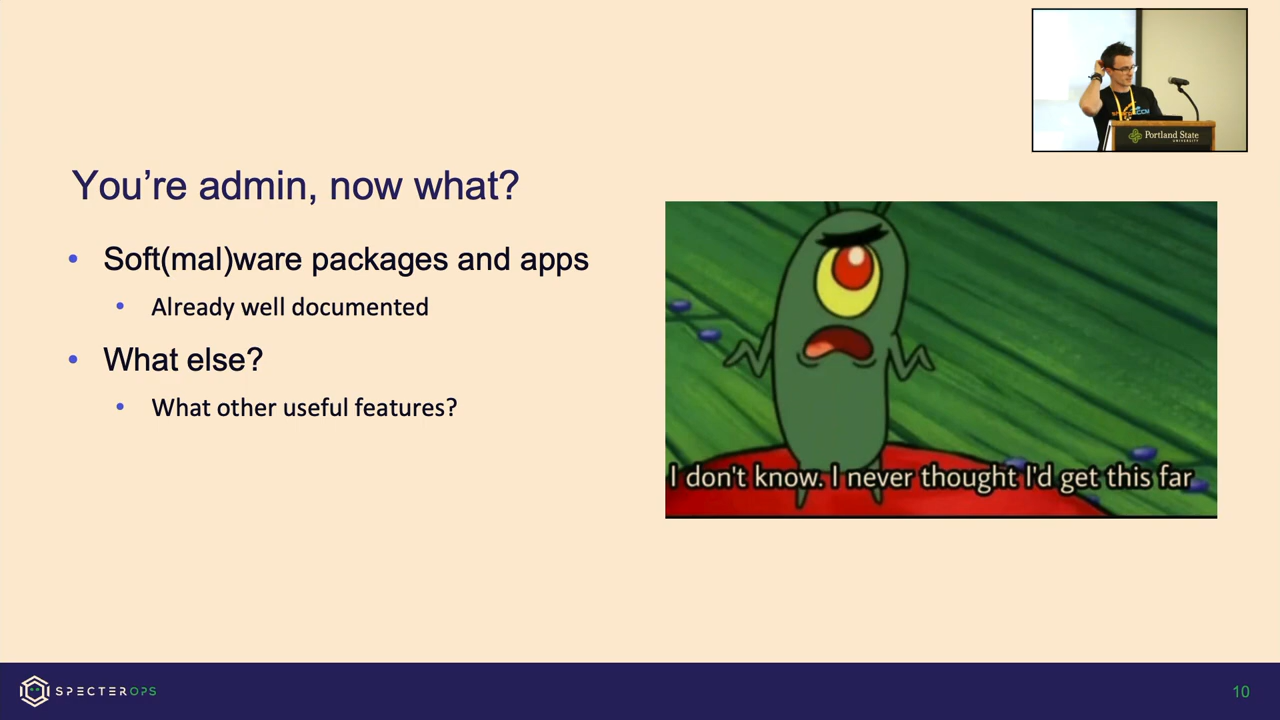 Portland State
UNIVERSITY
You're admin, now what?
• Soft(mal)ware packages and apps
• Already well documented
• What else?
• What other useful features?
I don't know. I never thought I'd get this far
SPECTEROPS
10